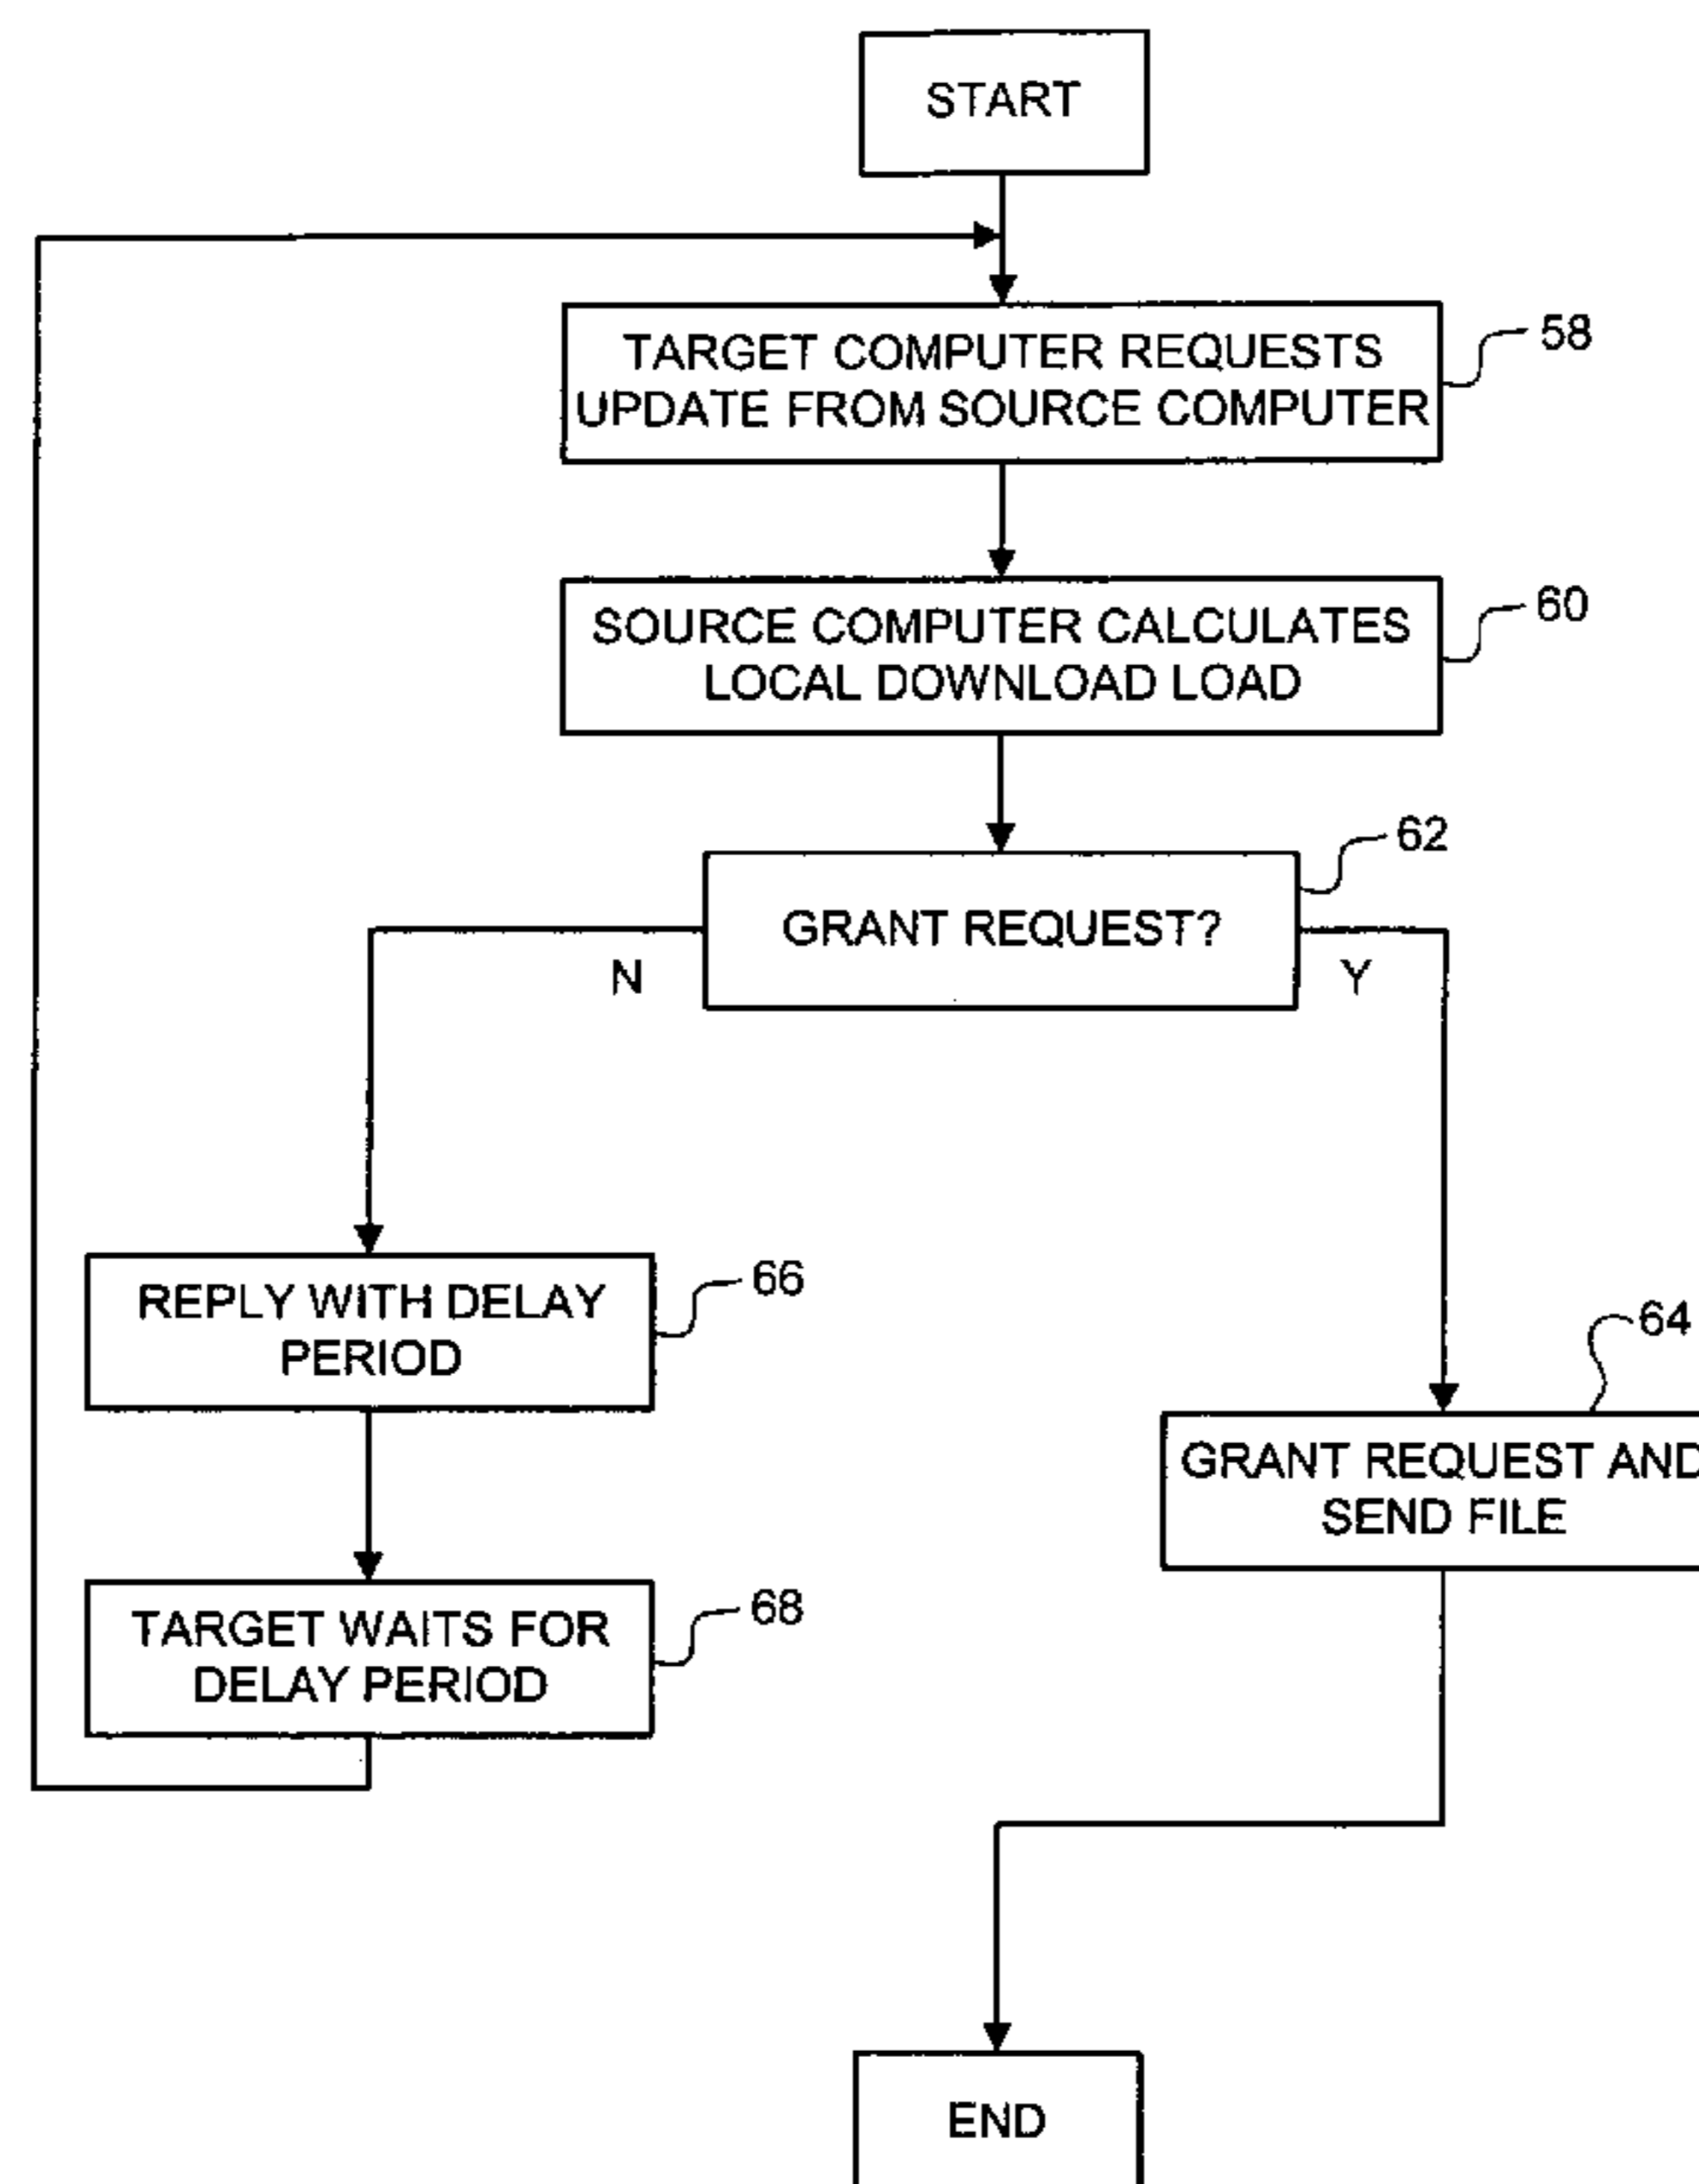 START
TARGET COMPUTER REQUESTS
UPDATE FROM SOURCE COMPUTER
58
SOURCE COMPUTER CALCULATES
LOCAL DOWNLOAD LOAD
60
62
GRANT REQUEST?
N
Y
REPLY WITH DELAY
PERIOD
66
64
GRANT REQUEST AND
SEND FILE
TARGET WAITS FOR
DELAY PERIOD
68
END